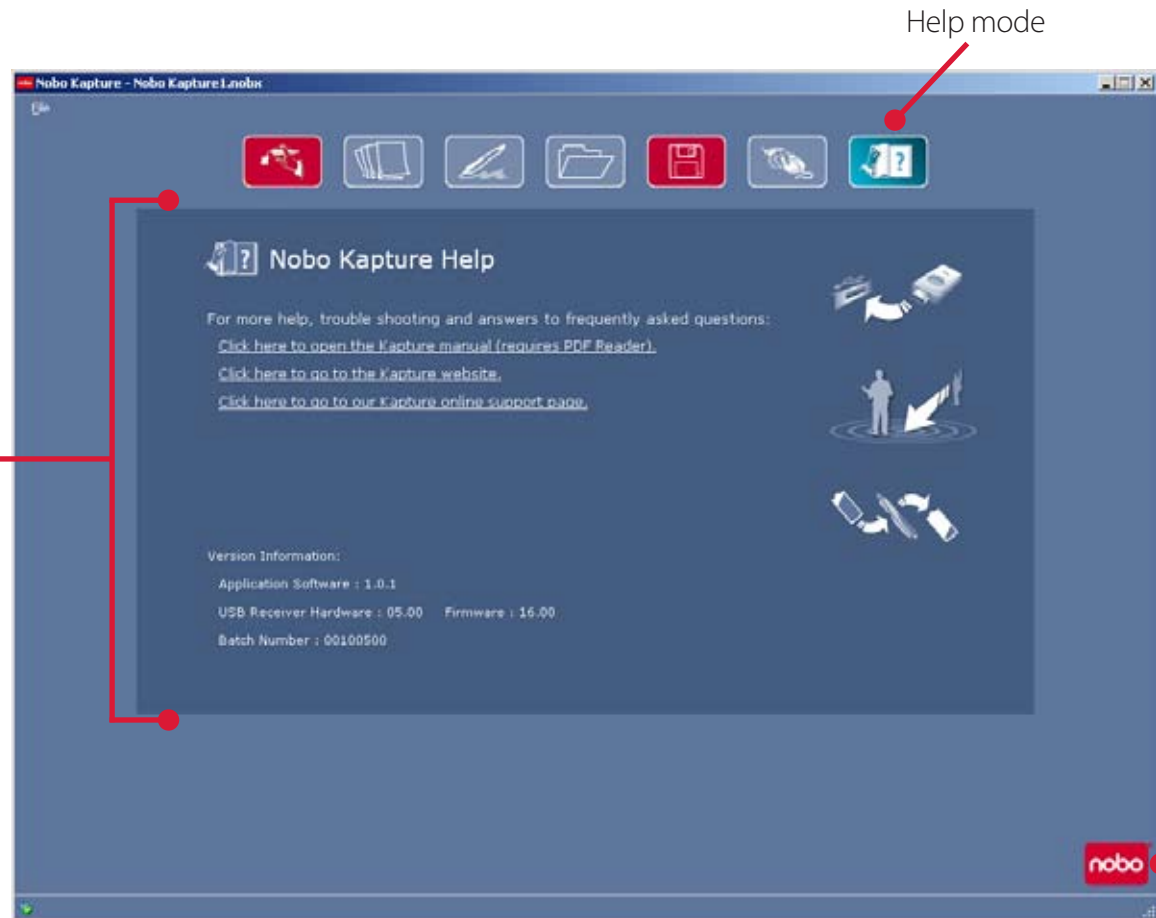 Help mode
Nobo Kapture - Nobo Kapture1.nobx
File
?
? Nobo Kapture Help
For more help, trouble shooting and answers to frequently asked questions:
Click here to open the Kapture manual (requires PDF Reader).
Click here to go to the Kapture website.
Click here to go to our Kapture online support page.
Version Information:
Application Software : 1.0.1
USB Receiver Hardware : 05.00 Firmware : 16.00
Batch Number : 00100500
nobo